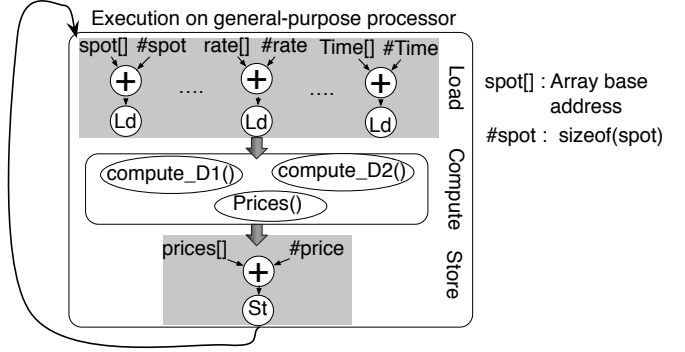 Execution on general-purpose processor
spot[] #spot rate[] #rate Time[] #Time
+ .... + .... +
Ld Ld Ld
Load
compute_D1() compute_D2()
Prices()
Compute
prices[] #price
+
St
Store
spot[] : Array base
address
#spot : sizeof(spot)